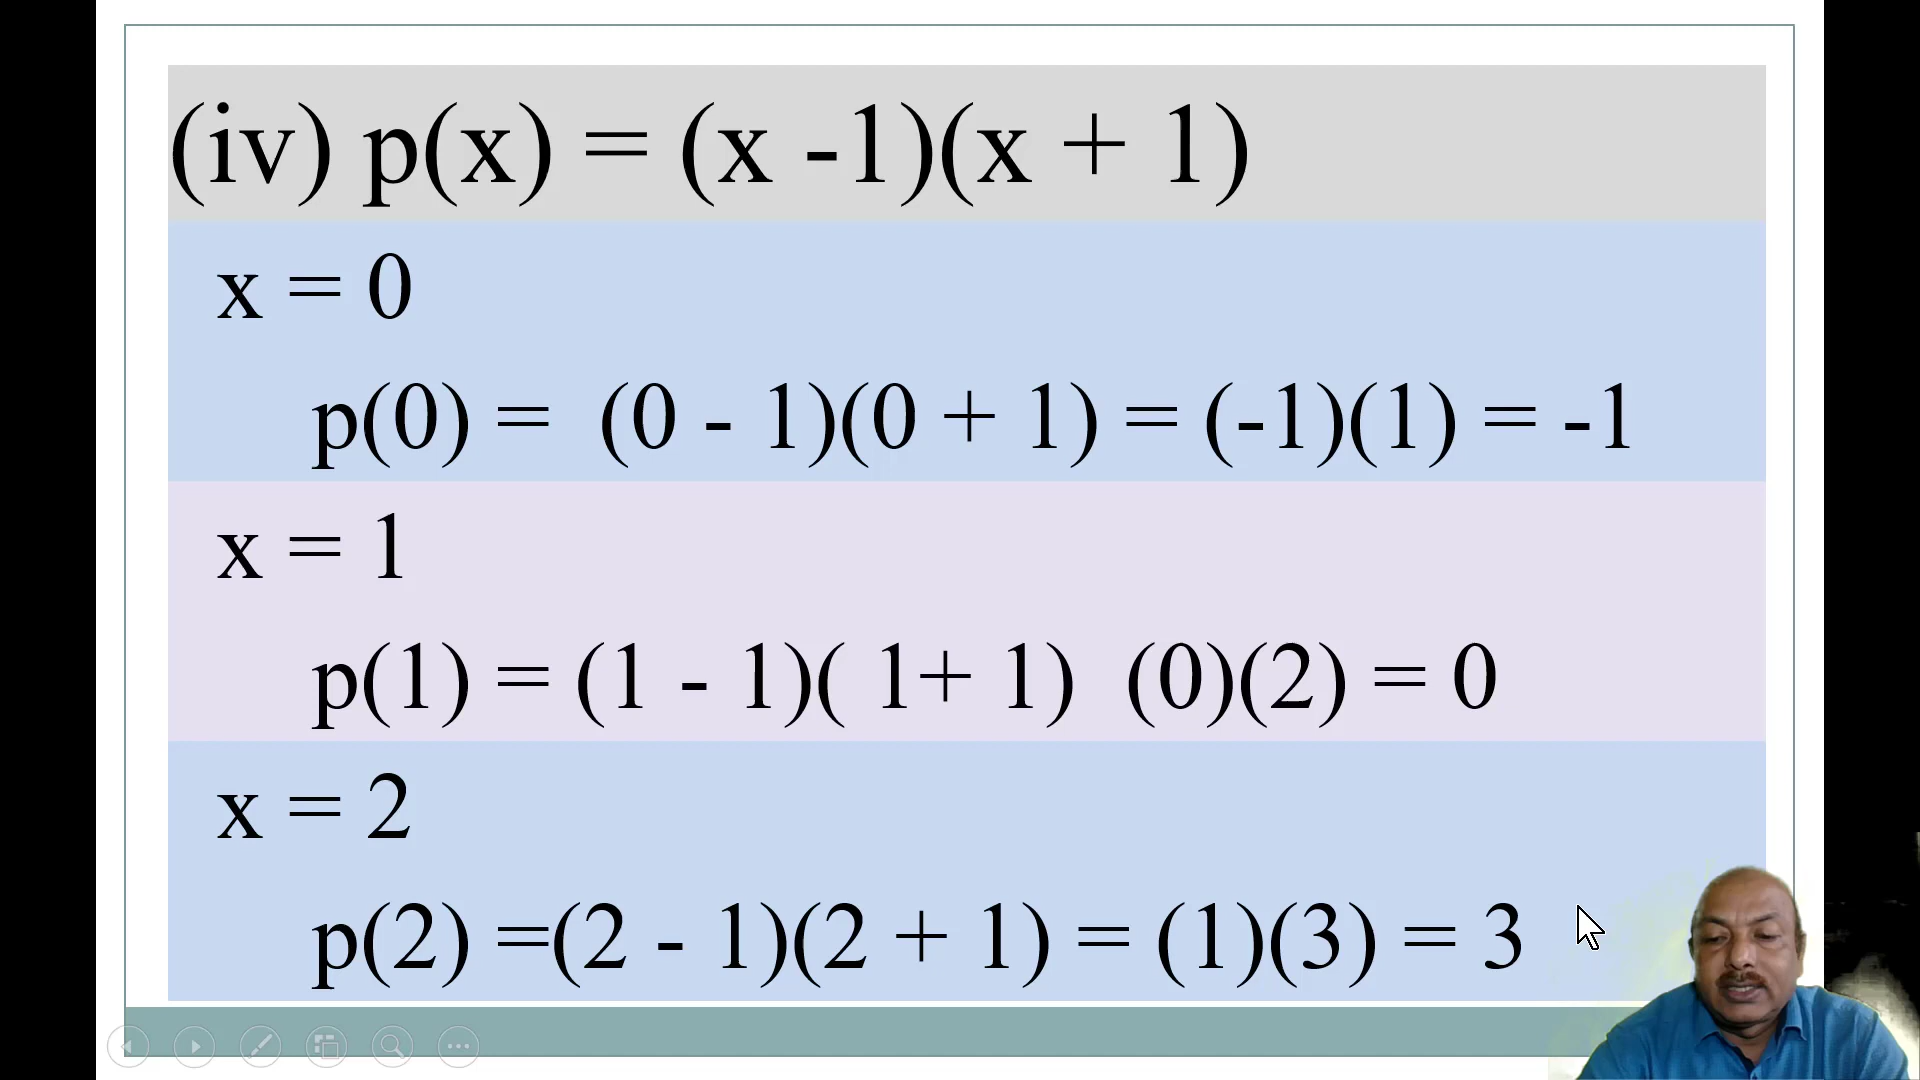 (iv) p(x) = (x -1)(x + 1)
x = 0
p(0) = (0 - 1)(0 + 1) = (-1)(1) = -1
x = 1
p(1) = (1 - 1)( 1+ 1) (0)(2) = 0
x = 2
p(2) =(2 - 1)(2 + 1) = (1)(3) = 3